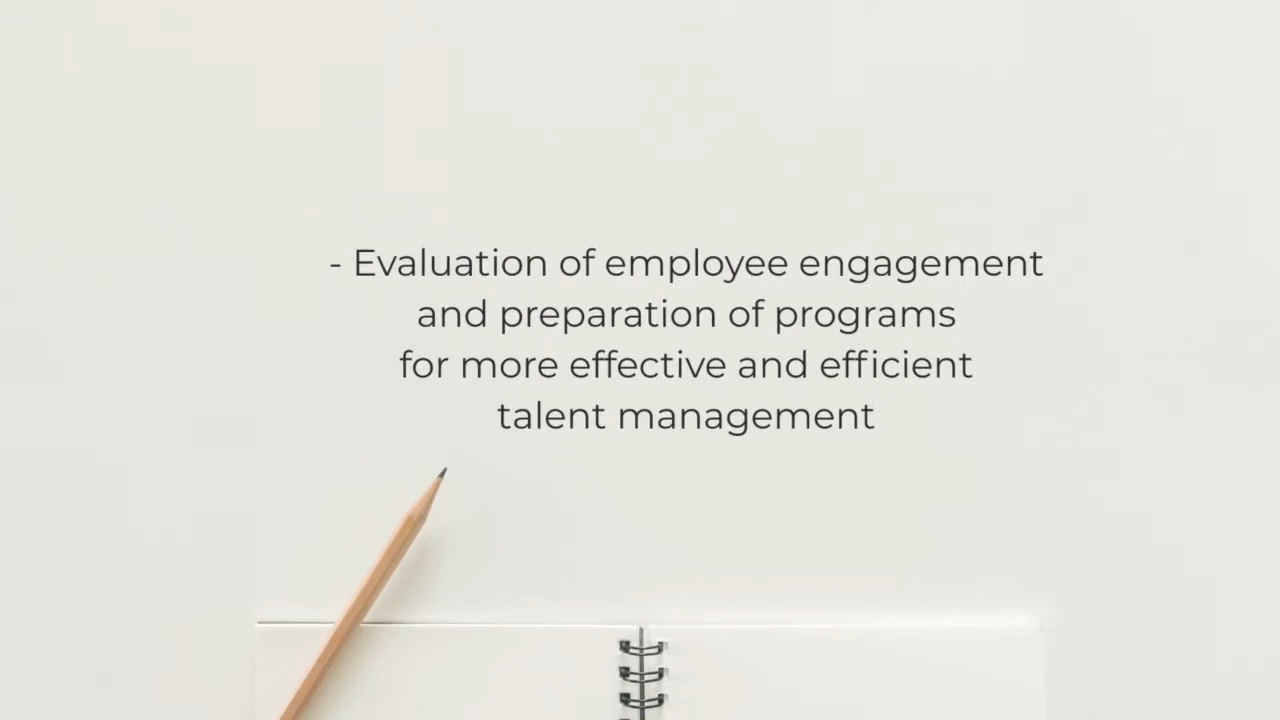 - Evaluation of employee engagement
and preparation of programs
for more effective and efficient
talent management